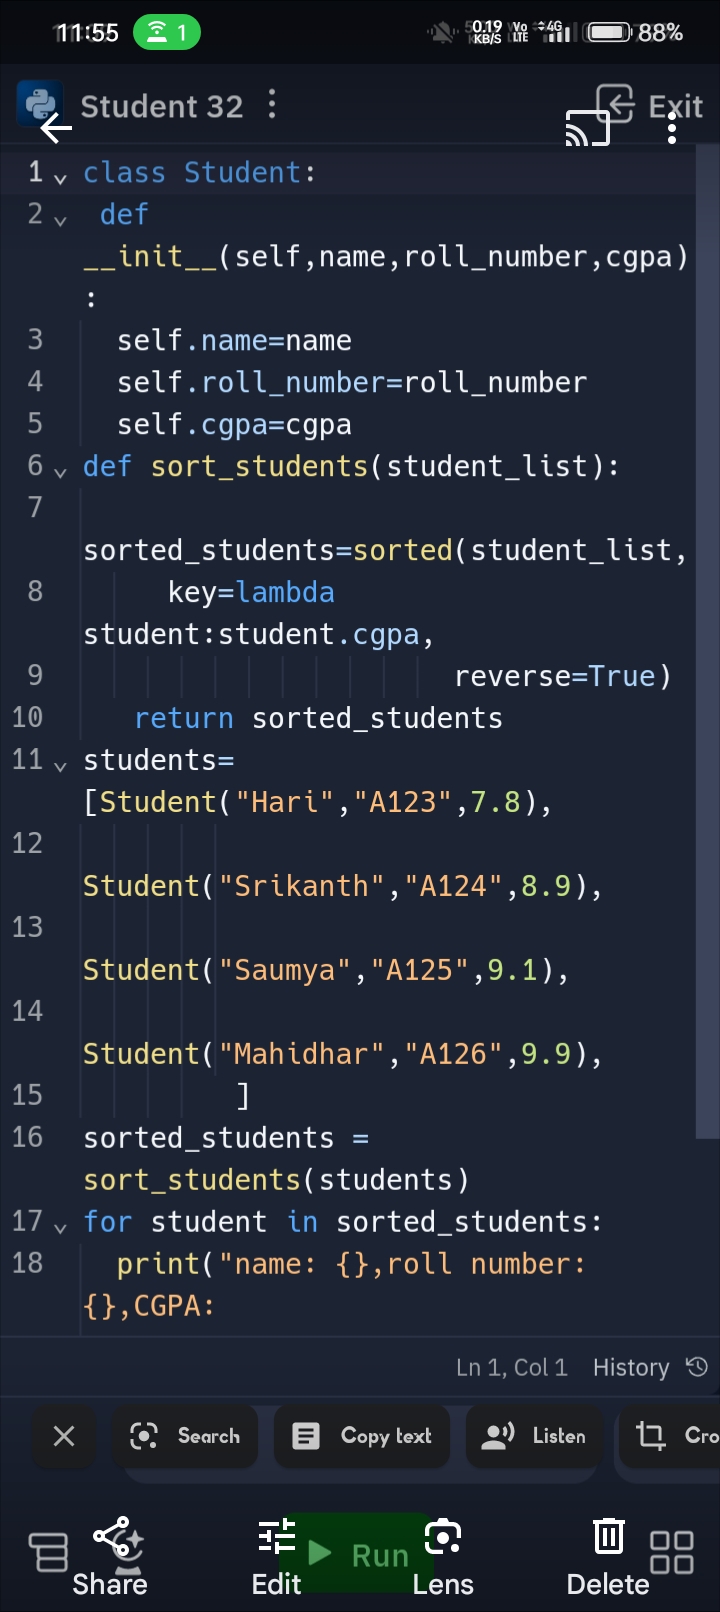 11:55 1 0.19 KB/S Vo LTE 4G 88%
Student 32 Exit
1 class Student:
2 def
__init__(self,name,roll_number,cgpa)
:
3 self.name=name
4 self.roll_number=roll_number
5 self.cgpa=cgpa
6 def sort_students(student_list):
7
sorted_students=sorted(student_list,
8 key=lambda
student:student.cgpa,
9 reverse=True)
10 return sorted_students
11 students=
[Student("Hari","A123",7.8),
12
Student("Srikanth","A124",8.9),
13
Student("Saumya","A125",9.1),
14
Student("Mahidhar","A126",9.9),
15 ]
16 sorted_students =
sort_students(students)
17 for student in sorted_students:
18 print("name: {},roll number:
{},CGPA:
Ln 1, Col 1 History
Search Copy text Listen Cro
Run
Share Edit Lens Delete